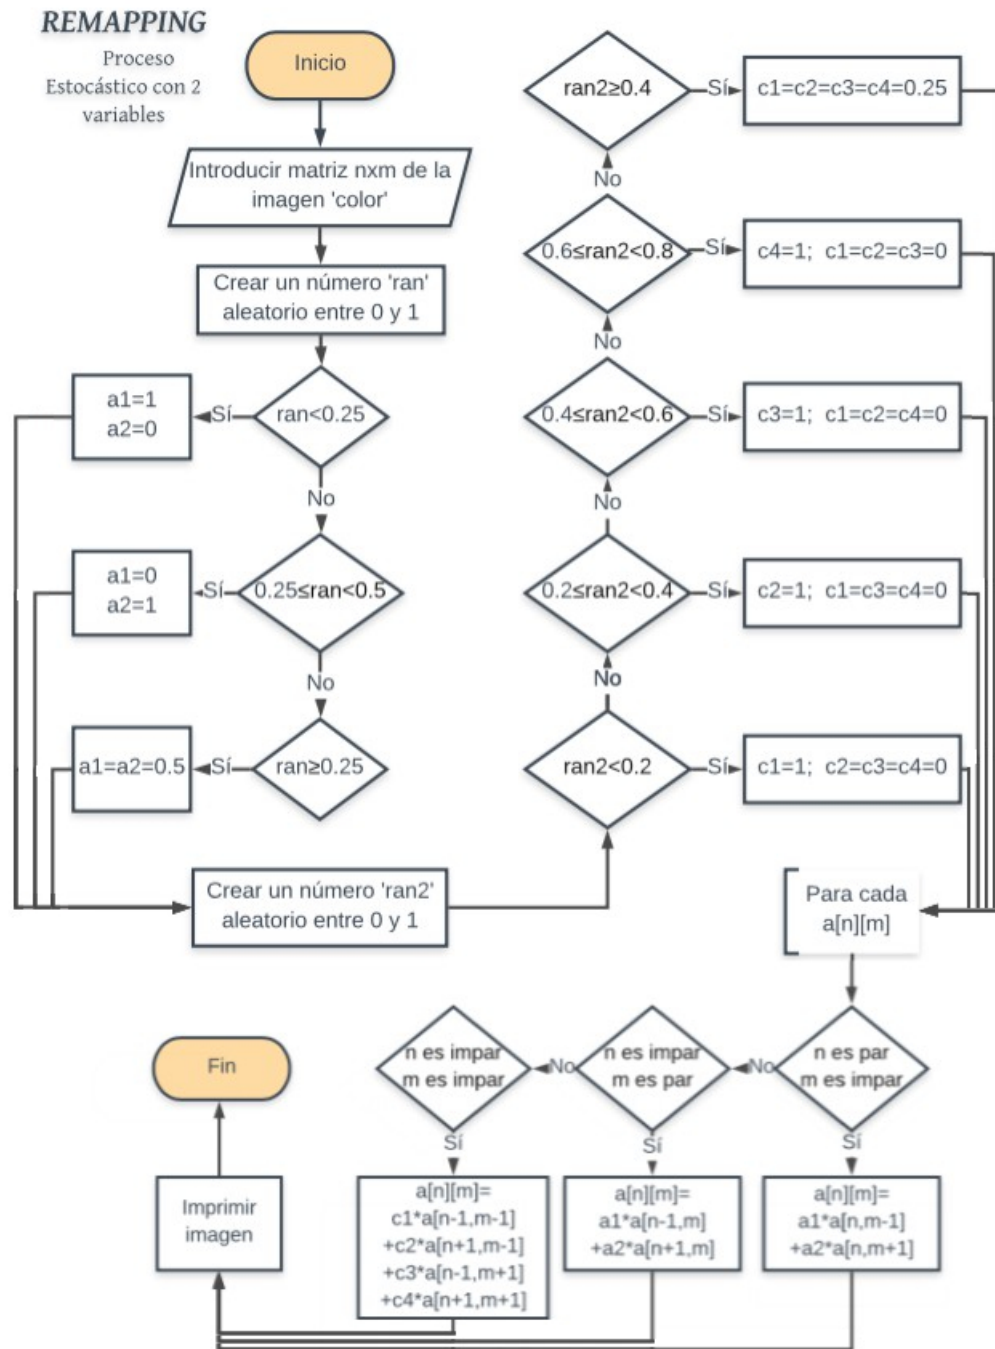 REMAPPING
Proceso
Estocástico con 2
variables
Inicio
Introducir matriz nxm de la
imagen 'color'
Crear un número 'ran'
aleatorio entre 0 y 1
ran<0.25
Sí
a1=1
a2=0
No
0.25≤ran<0.5
Sí
a1=0
a2=1
No
ran≥0.25
Sí
a1=a2=0.5
Crear un número 'ran2'
aleatorio entre 0 y 1
ran2<0.2
Sí
c1=1; c2=c3=c4=0
No
0.2≤ran2<0.4
Sí
c2=1; c1=c3=c4=0
No
0.4≤ran2<0.6
Sí
c3=1; c1=c2=c4=0
No
0.6≤ran2<0.8
Sí
c4=1; c1=c2=c3=0
No
ran2≥0.4
Sí
c1=c2=c3=c4=0.25
Para cada
a[n][m]
n es par
m es impar
Sí
a[n][m]=
a1*a[n,m-1]
+a2*a[n,m+1]
No
n es impar
m es par
Sí
a[n][m]=
a1*a[n-1,m]
+a2*a[n+1,m]
No
n es impar
m es impar
Sí
a[n][m]=
c1*a[n-1,m-1]
+c2*a[n+1,m-1]
+c3*a[n-1,m+1]
+c4*a[n+1,m+1]
Imprimir
imagen
Fin